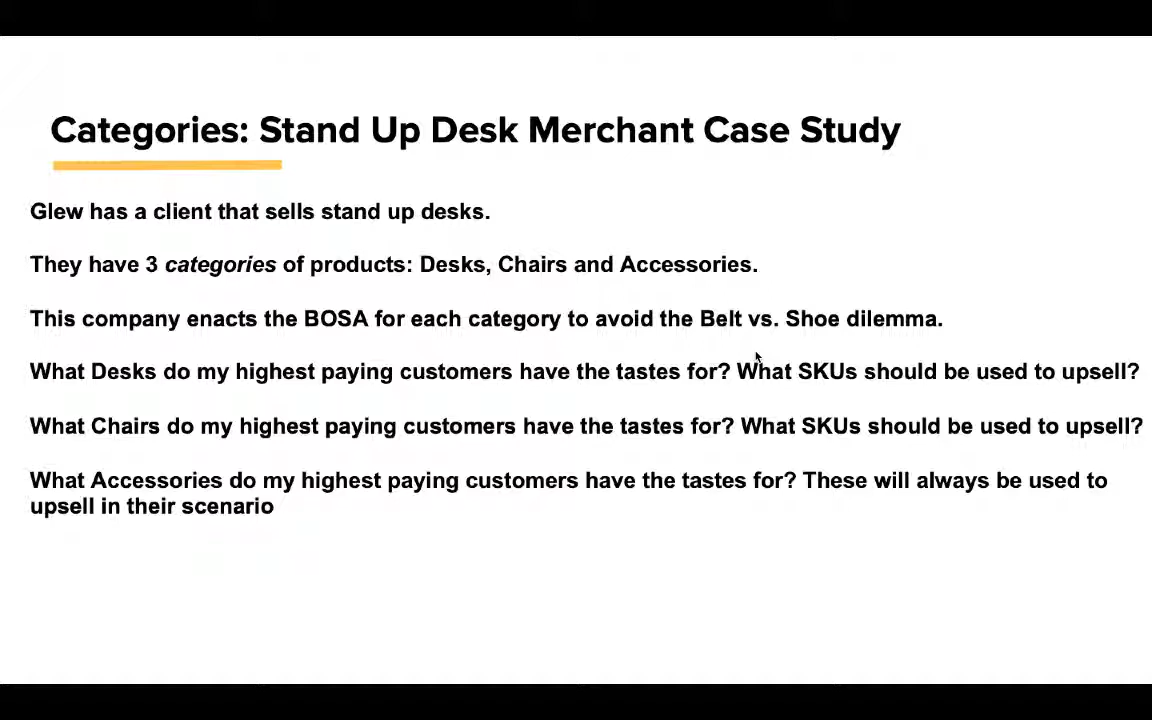 Categories: Stand Up Desk Merchant Case Study
Glew has a client that sells stand up desks.
They have 3 categories of products: Desks, Chairs and Accessories.
This company enacts the BOSA for each category to avoid the Belt vs. Shoe dilemma.
What Desks do my highest paying customers have the tastes for? What SKUs should be used to upsell?
What Chairs do my highest paying customers have the tastes for? What SKUs should be used to upsell?
What Accessories do my highest paying customers have the tastes for? These will always be used to
upsell in their scenario